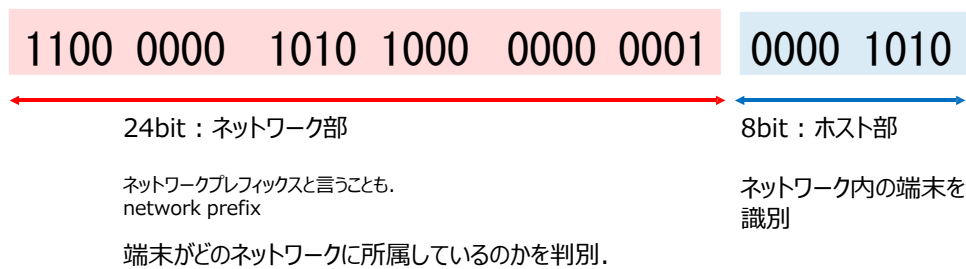 1100 0000 1010 1000 0000 0001 0000 1010
24bit：ネットワーク部
8bit：ホスト部
ネットワークプレフィックスと言うことも.
network prefix
ネットワーク内の端末を
識別
端末がどのネットワークに所属しているのかを判別.